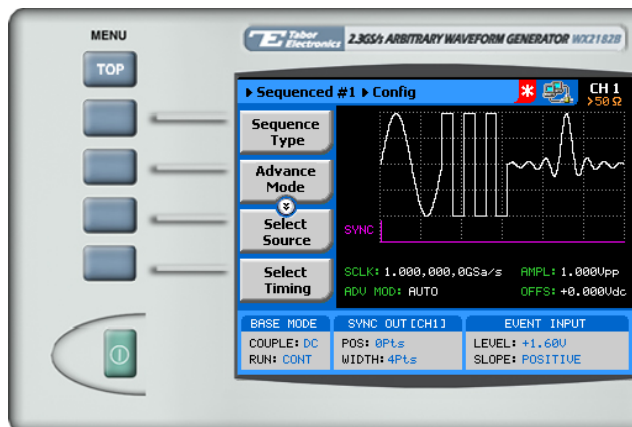 MENU
TOP
Tabor Electronics 2.3GS/s ARBITRARY WAVEFORM GENERATOR WX2182B
Sequenced #1 Config
CH 1
>50 Ω
Sequence Type
Advance Mode
Select Source
Select Timing
SYNC
SCLK: 1.000,000,0GSa/s AMPL: 1.000Vpp
ADV MOD: AUTO OFFS: +0.000Vdc
BASE MODE
COUPLE: DC
RUN: CONT
SYNC OUT [CH1]
POS: 0Pts
WIDTH: 4Pts
EVENT INPUT
LEVEL: +1.60V
SLOPE: POSITIVE